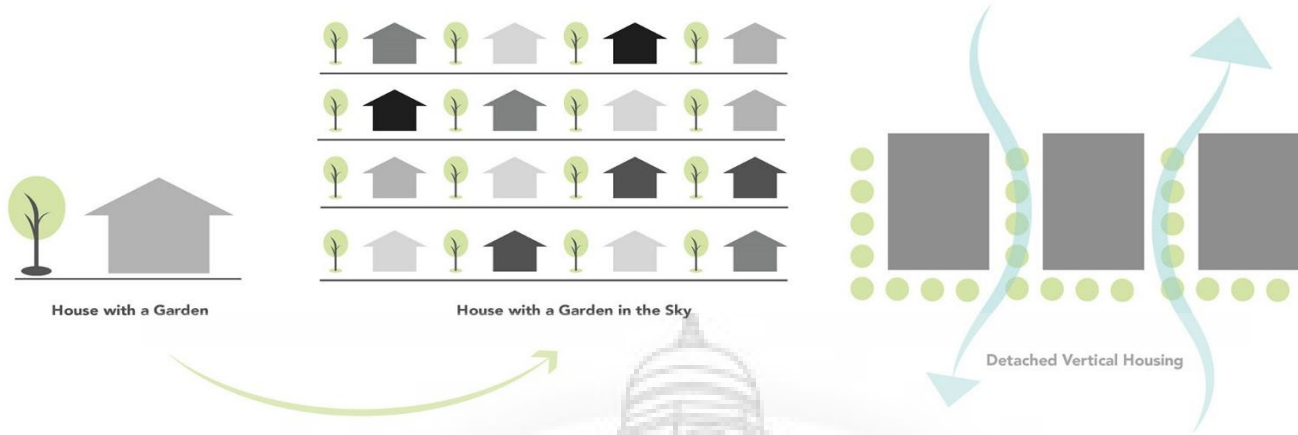 House with a Garden
House with a Garden in the Sky
Detached Vertical Housing